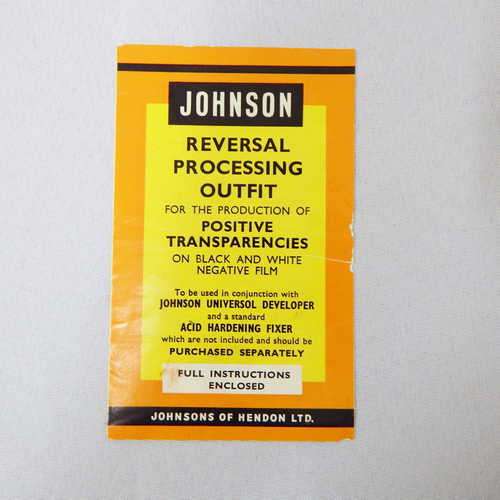 JOHNSON
REVERSAL
PROCESSING
OUTFIT
FOR THE PRODUCTION OF
POSITIVE
TRANSPARENCIES
ON BLACK AND WHITE
NEGATIVE FILM
To be used in conjunction with
JOHNSON UNIVERSOL DEVELOPER
and a standard
ACID HARDENING FIXER
which are not included and should be
PURCHASED SEPARATELY
FULL INSTRUCTIONS
ENCLOSED
JOHNSONS OF HENDON LTD.